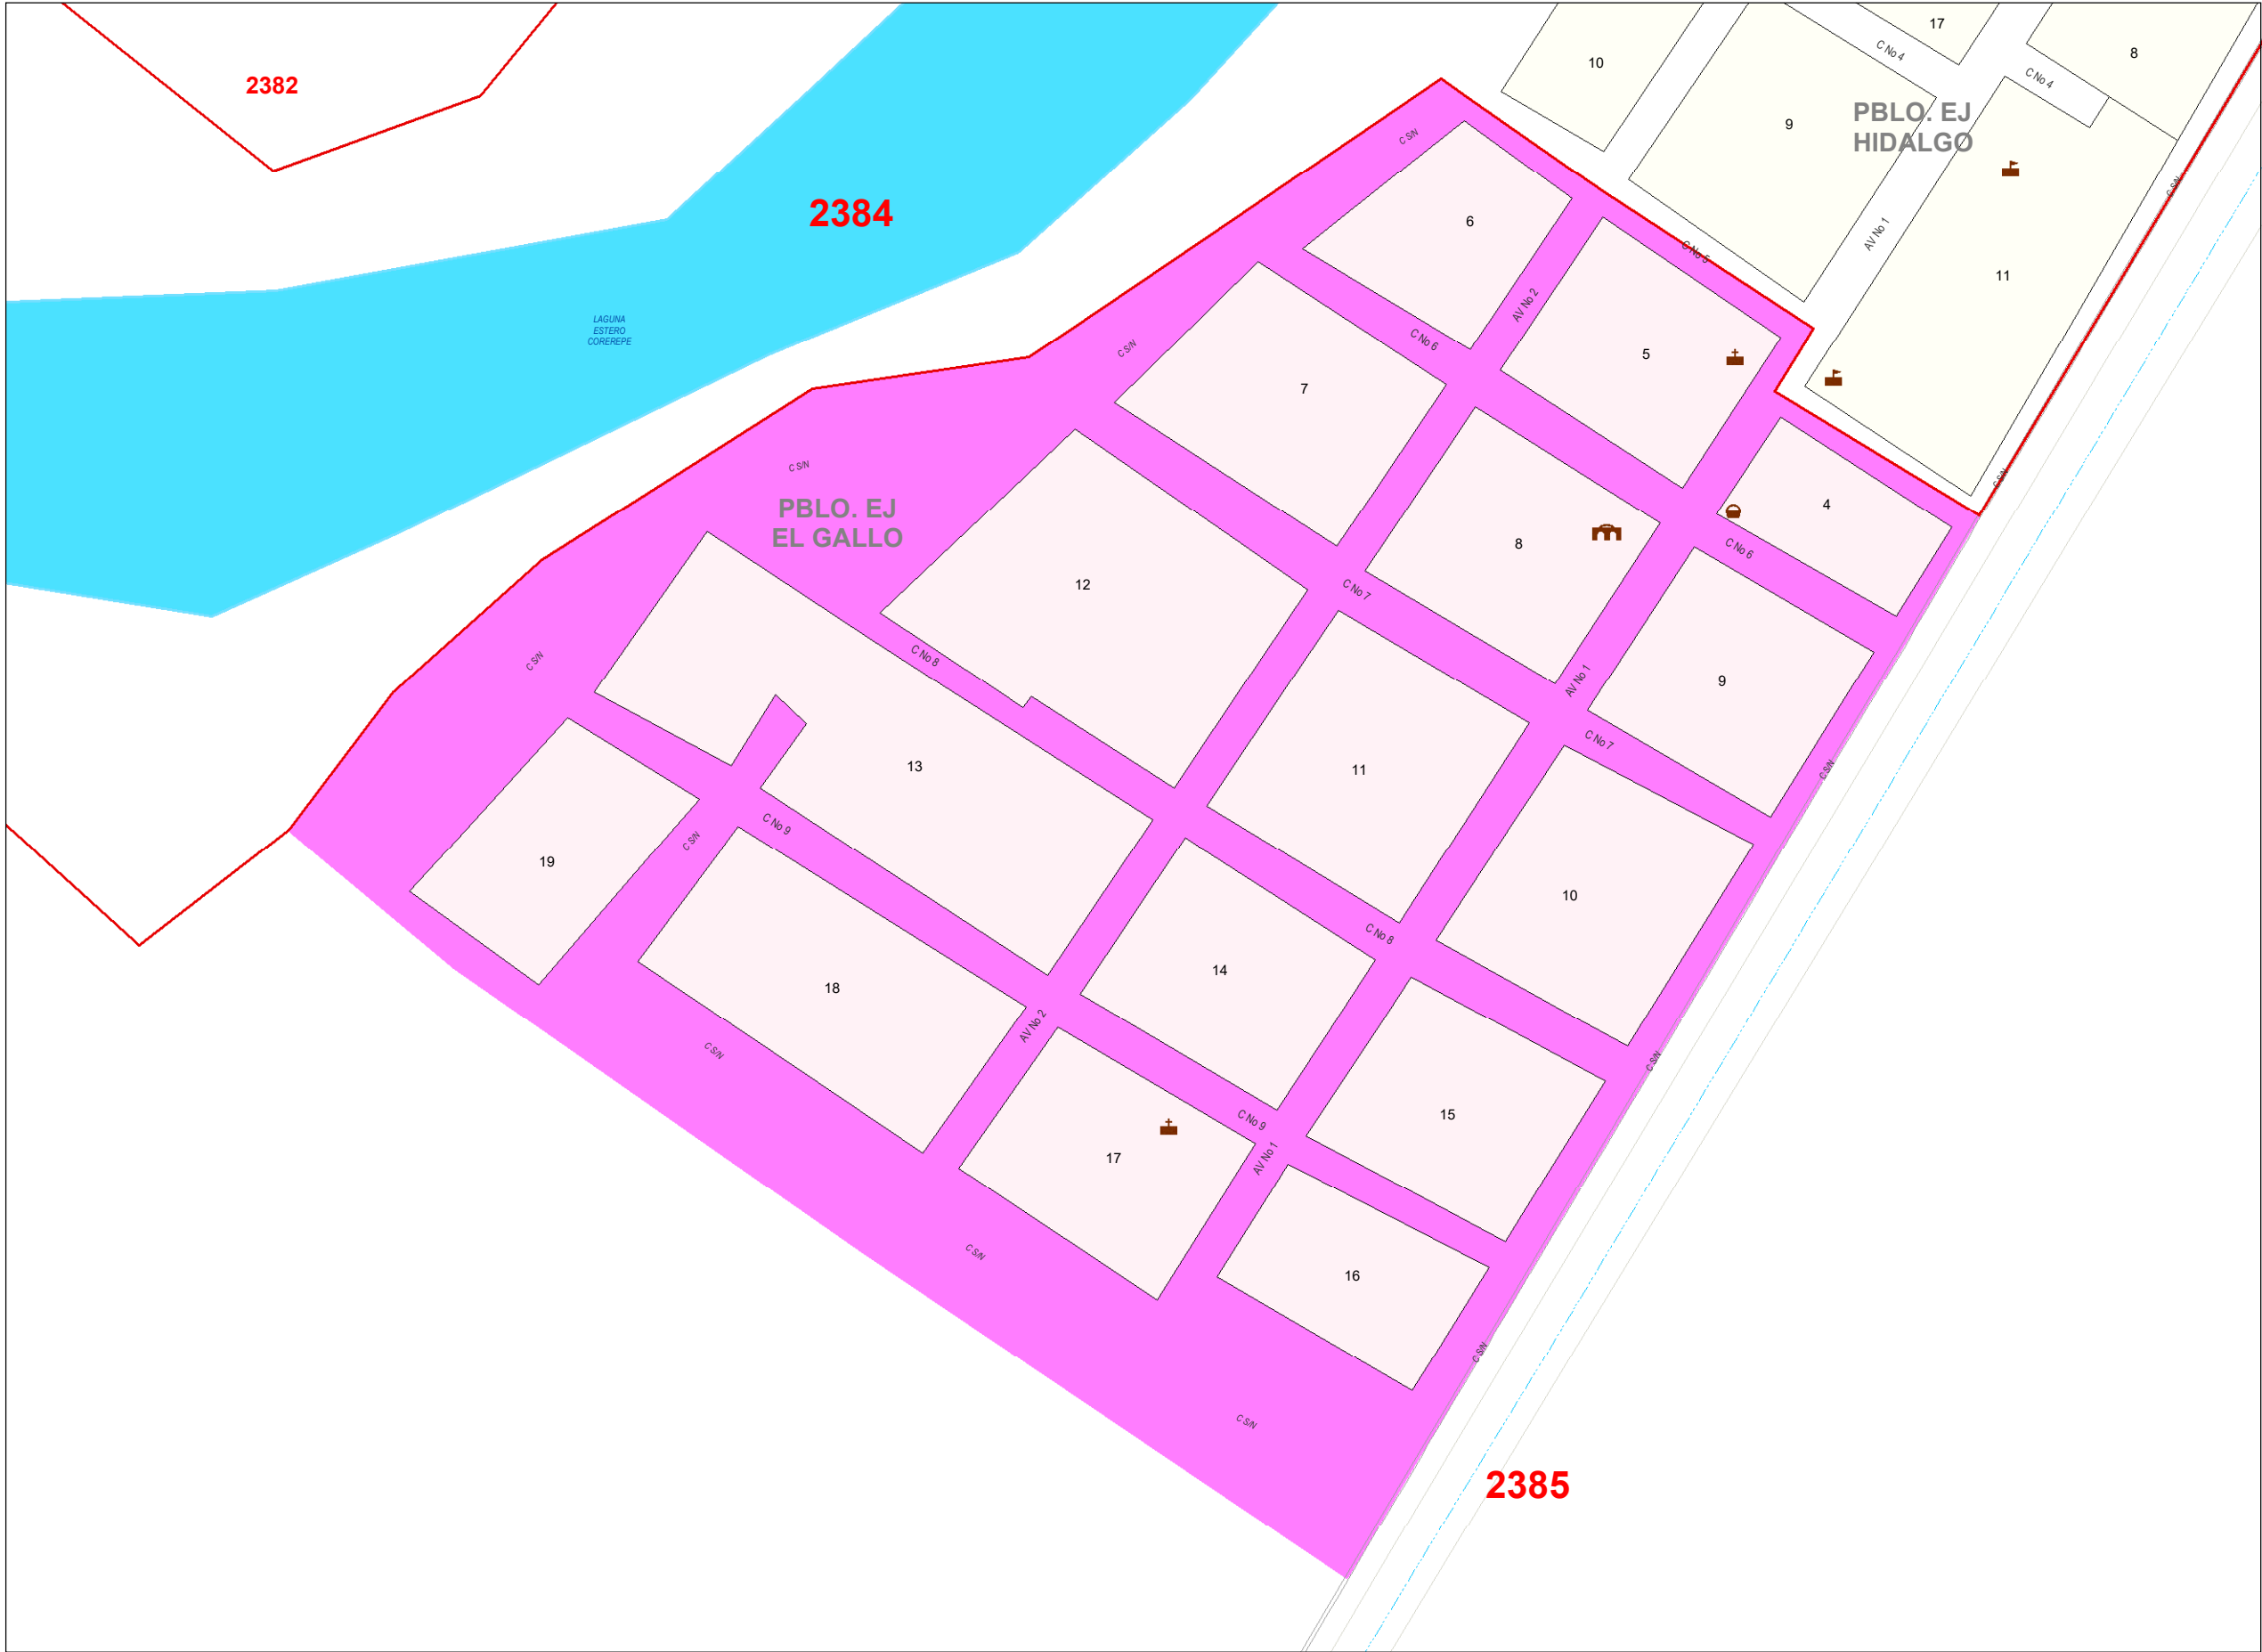 17
C No 4
8
10
C No 4
2382
PBLO. EJ
HIDALGO
9
C S/N
C S/N
2384
6
AV No 1
C No 5
11
AV No 2
LAGUNA
ESTERO
COREREPE
C No 6
C S/N
5
7
C S/N
C S/N
PBLO. EJ
EL GALLO
4
8
C No 6
12
C No 7
C No 8
C S/N
AV No 1
9
C No 7
13
11
C S/N
C No 9
C S/N
19
10
C No 8
14
18
AV No 2
C S/N
C S/N
15
C No 9
17
AV No 1
C S/N
16
C S/N
C S/N
2385